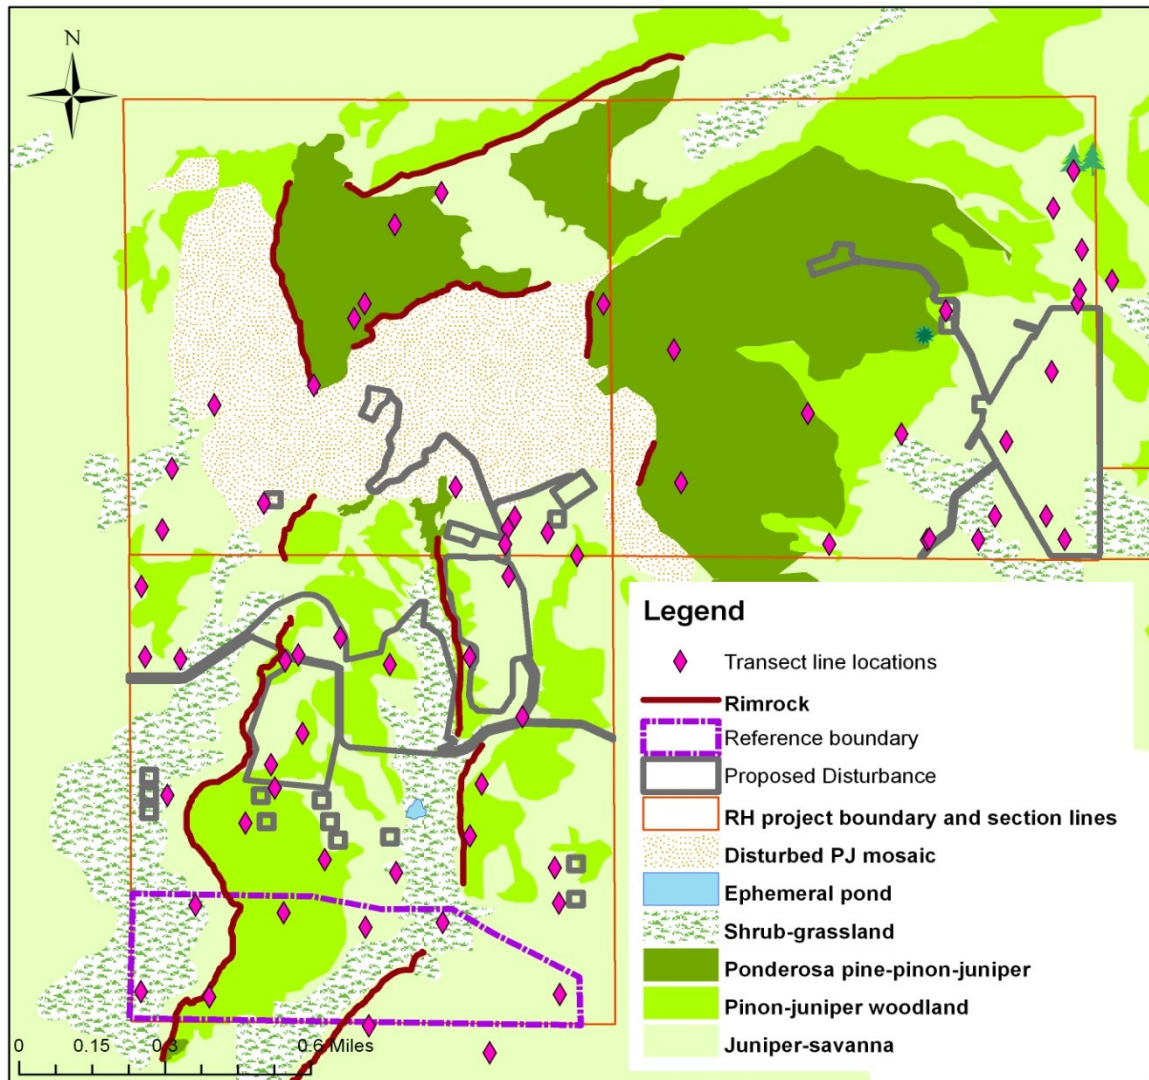 N
Legend
Transect line locations
Rimrock
Reference boundary
Proposed Disturbance
RH project boundary and section lines
Disturbed PJ mosaic
Ephemeral pond
Shrub-grassland
Ponderosa pine-pinon-juniper
Pinon-juniper woodland
Juniper-savanna
0 0.15 0.3 0.6 Miles